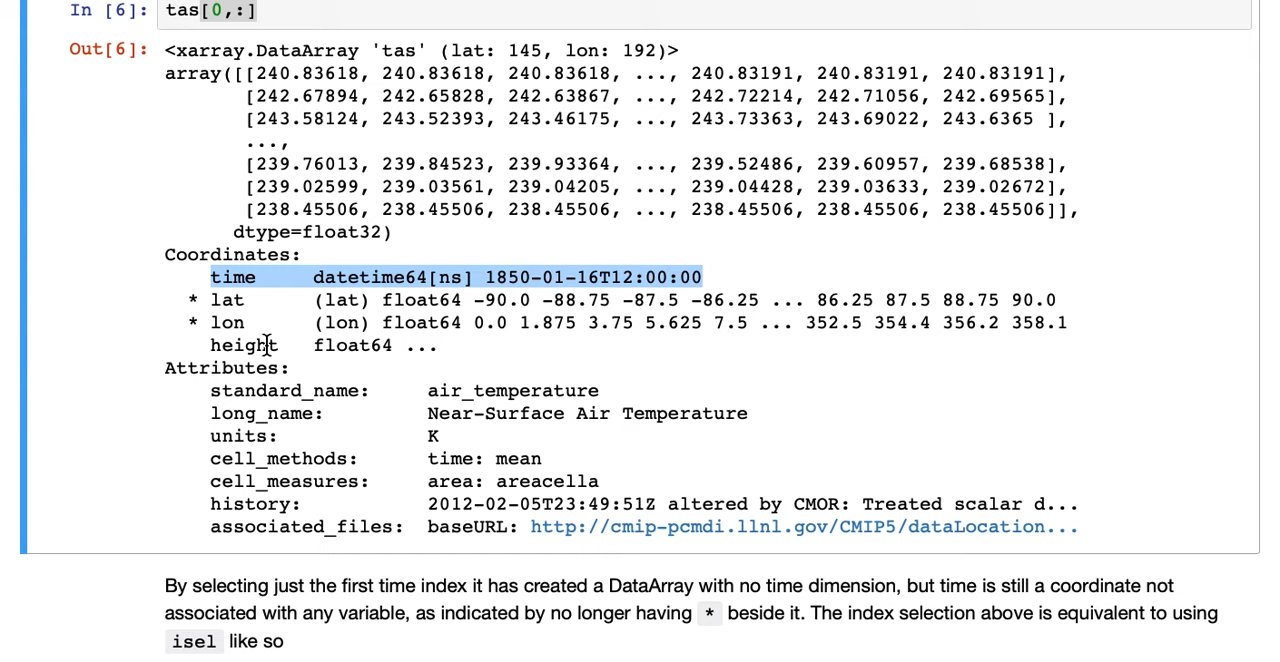 In [6]: tas[0,:]
Out[6]: <xarray.DataArray 'tas' (lat: 145, lon: 192)>
array([[240.83618, 240.83618, 240.83618, ..., 240.83191, 240.83191, 240.83191],
[242.67894, 242.65828, 242.63867, ..., 242.72214, 242.71056, 242.69565],
[243.58124, 243.52393, 243.46175, ..., 243.73363, 243.69022, 243.6365 ],
...,
[239.76013, 239.84523, 239.93364, ..., 239.52486, 239.60957, 239.68538],
[239.02599, 239.03561, 239.04205, ..., 239.04428, 239.03633, 239.02672],
[238.45506, 238.45506, 238.45506, ..., 238.45506, 238.45506, 238.45506]],
dtype=float32)
Coordinates:
time datetime64[ns] 1850-01-16T12:00:00
* lat (lat) float64 -90.0 -88.75 -87.5 -86.25 ... 86.25 87.5 88.75 90.0
* lon (lon) float64 0.0 1.875 3.75 5.625 7.5 ... 352.5 354.4 356.2 358.1
height float64 ...
Attributes:
standard_name: air_temperature
long_name: Near-Surface Air Temperature
units: K
cell_methods: time: mean
cell_measures: area: areacella
history: 2012-02-05T23:49:51Z altered by CMOR: Treated scalar d...
associated_files: baseURL: http://cmip-pcmdi.llnl.gov/CMIP5/dataLocation...
By selecting just the first time index it has created a DataArray with no time dimension, but time is still a coordinate not
associated with any variable, as indicated by no longer having * beside it. The index selection above is equivalent to using
isel like so